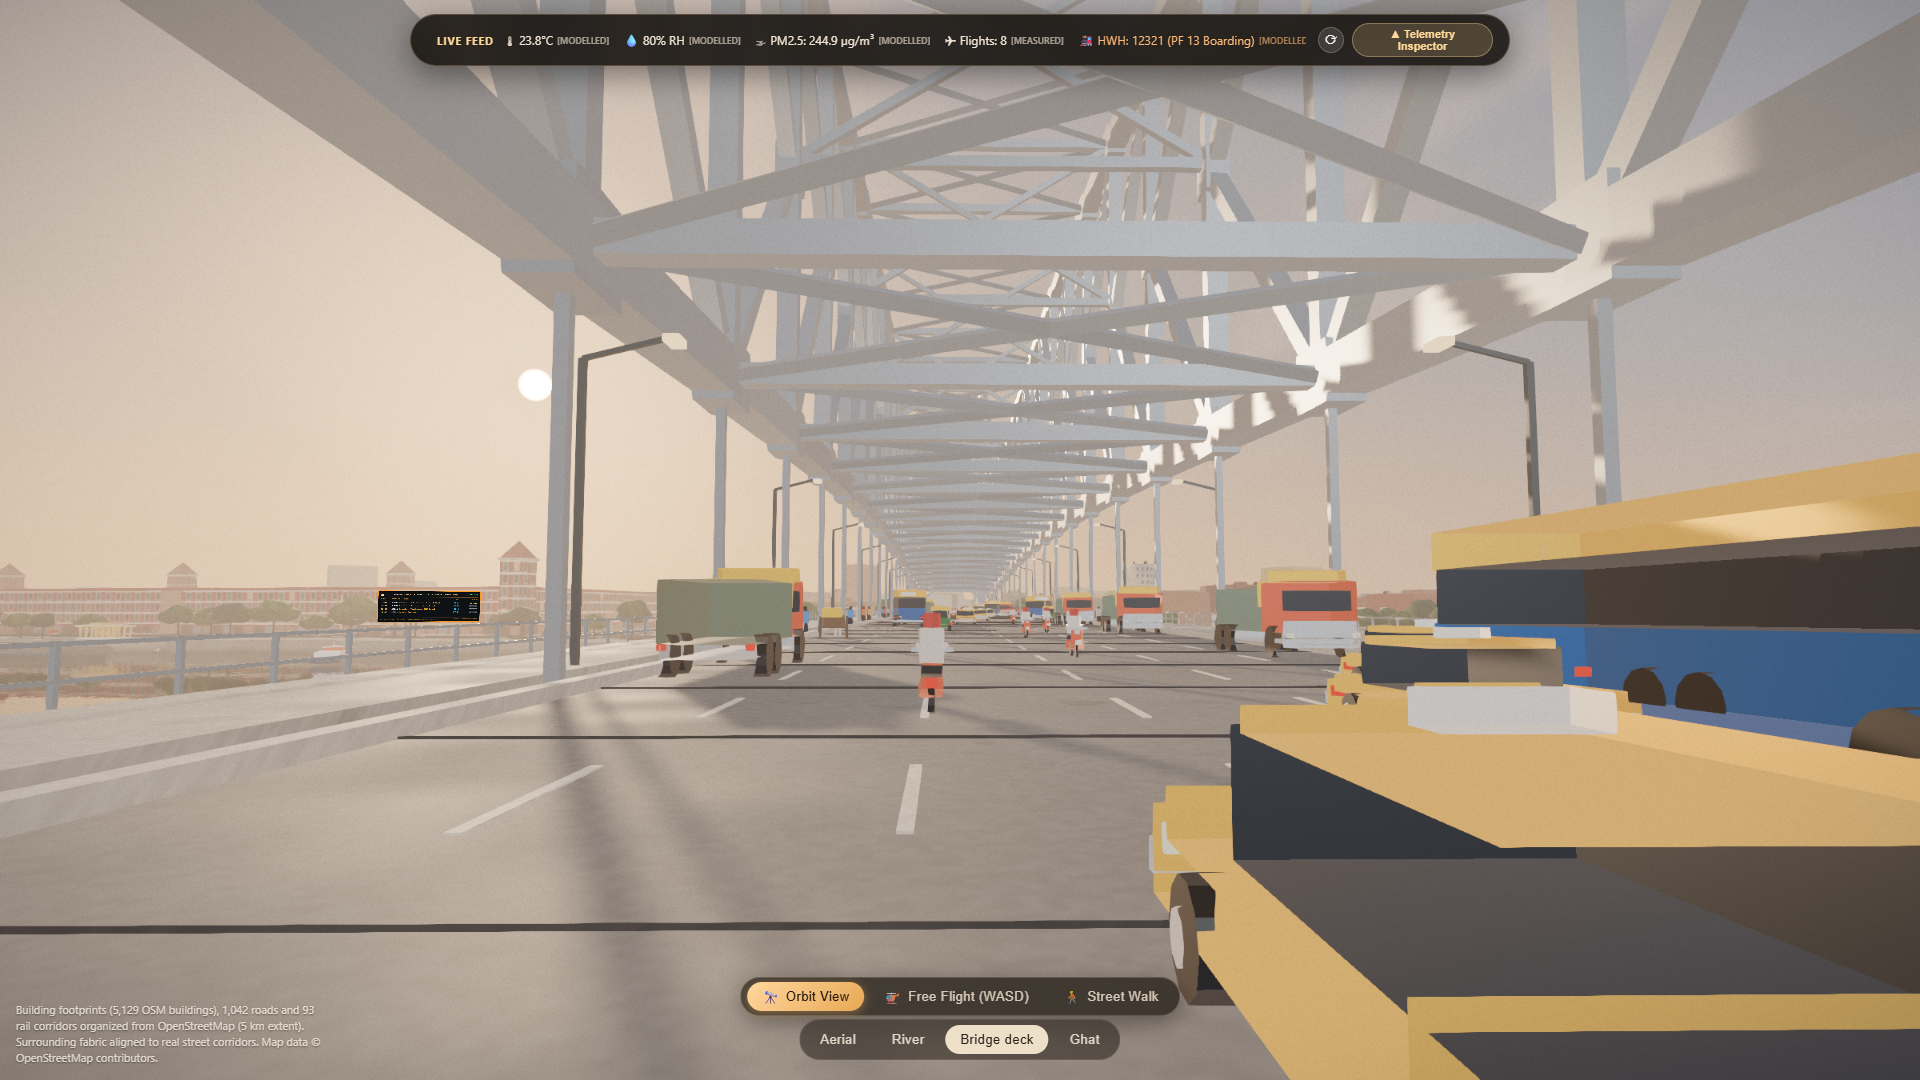 LIVE FEED 23.8°C [MODELLED] 80% RH [MODELLED] PM2.5: 244.9 µg/m³ [MODELLED] Flights: 8 [MEASURED] HWH: 12321 (PF 13 Boarding) [MODELLED
▲ Telemetry
Inspector
Orbit View Free Flight (WASD) Street Walk
Aerial River Bridge deck Ghat
Building footprints (5,129 OSM buildings), 1,042 roads and 93
rail corridors organized from OpenStreetMap (5 km extent).
Surrounding fabric aligned to real street corridors. Map data ©
OpenStreetMap contributors.